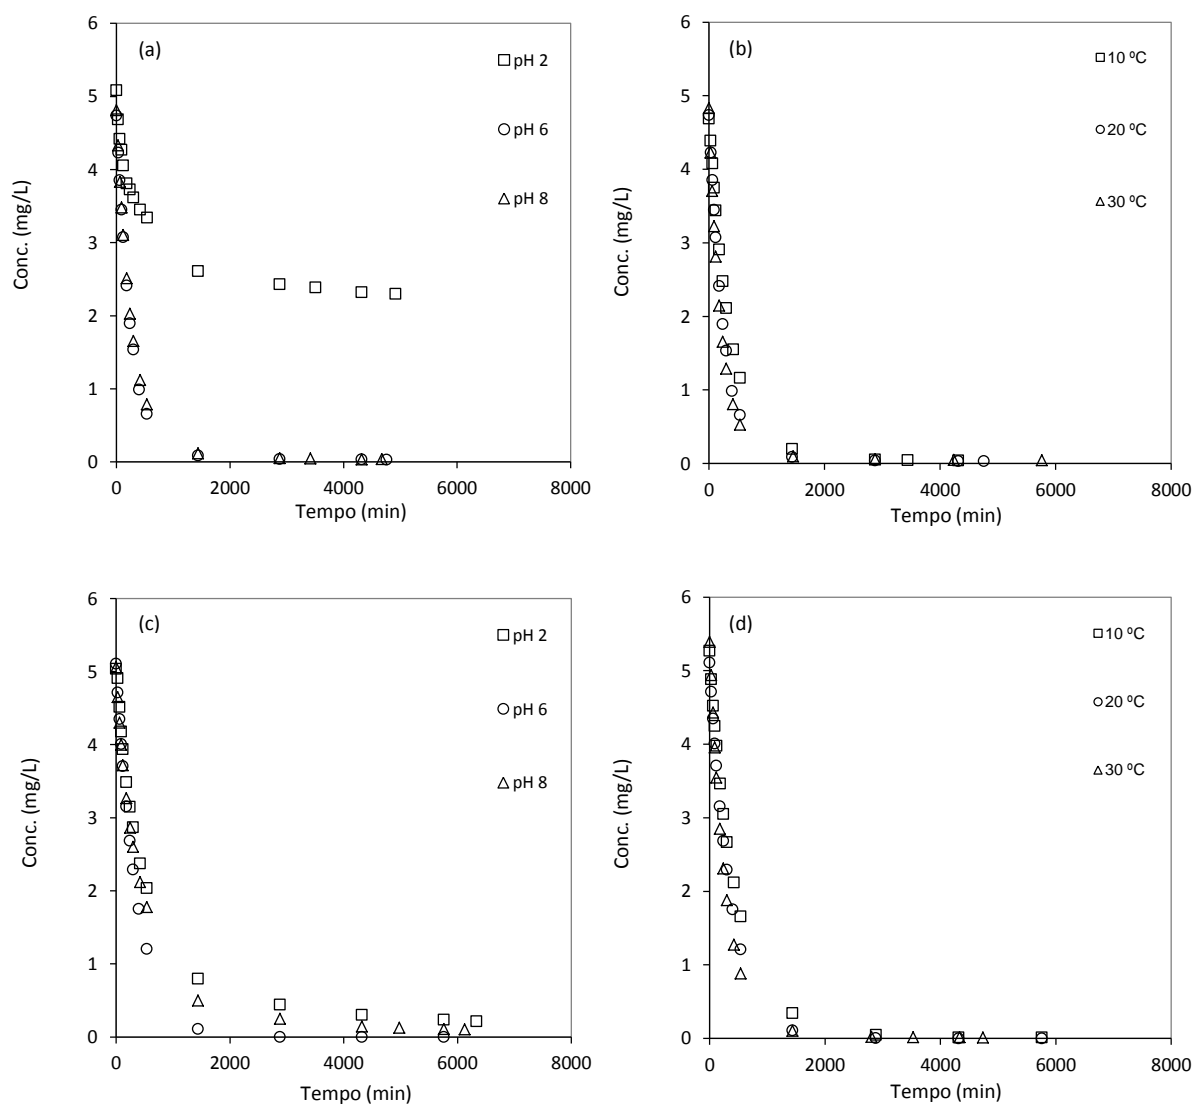 (a)
6
5
4
3
2
1
0
Conc. (mg/L)
pH 2
pH 6
pH 8
0 2000 4000 6000 8000
Tempo (min)
(b)
6
5
4
3
2
1
0
Conc. (mg/L)
10 ºC
20 ºC
30 ºC
0 2000 4000 6000 8000
Tempo (min)
(c)
6
5
4
3
2
1
0
Conc. (mg/L)
pH 2
pH 6
pH 8
0 2000 4000 6000 8000
Tempo (min)
(d)
6
5
4
3
2
1
0
Conc. (mg/L)
10 ºC
20 ºC
30 ºC
0 2000 4000 6000 8000
Tempo (min)